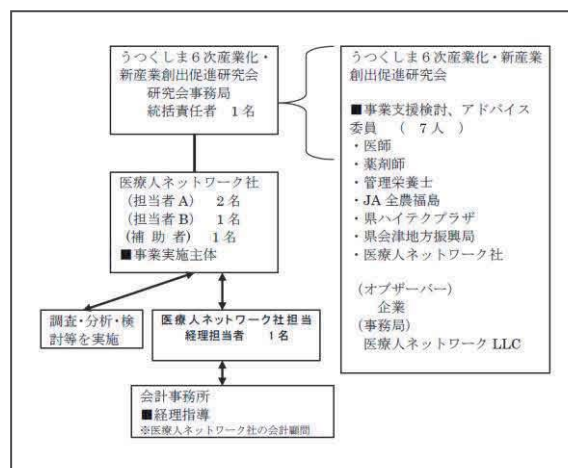 うつくしま６次産業化・
新産業創出促進研究会
研究会事務局
統括責任者　１名
医療人ネットワーク社
(担当者A)　２名
(担当者B)　１名
(補助者)　１名
■事業実施主体
調査・分析・検
討等を実施
医療人ネットワーク社担当
経理担当者　１名
会計事務所
■経理指導
※医療人ネットワーク社の会計顧問
うつくしま６次産業化・新産業
創出促進研究会
■事業支援検討、アドバイス
委員　（　7人　）
・医師
・薬剤師
・管理栄養士
・JA全農福島
・県ハイテクプラザ
・県会津地方振興局
・医療人ネットワーク社
(オブザーバー)
企業
(事務局)
医療人ネットワークLLC